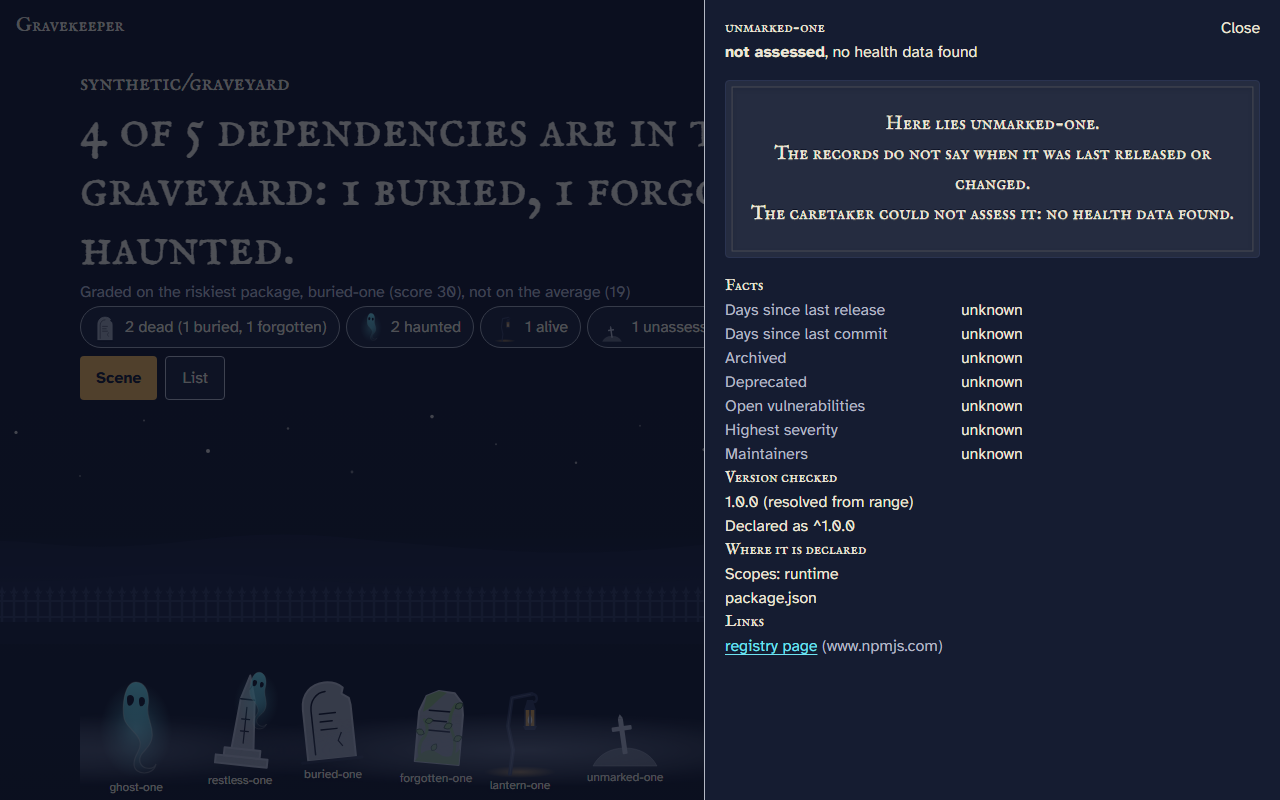 Gravekeeper
synthetic/graveyard
4 of 5 dependencies are in t
graveyard: 1 buried, 1 forgo
haunted.
Graded on the riskiest package, buried-one (score 30), not on the average (19)
2 dead (1 buried, 1 forgotten)
2 haunted
1 alive
1 unassess
Scene
List
ghost-one
restless-one
buried-one
forgotten-one
lantern-one
unmarked-one
unmarked-one
Close
not assessed, no health data found
Here lies unmarked-one.
The records do not say when it was last released or
changed.
The caretaker could not assess it: no health data found.
Facts
Days since last release unknown
Days since last commit unknown
Archived unknown
Deprecated unknown
Open vulnerabilities unknown
Highest severity unknown
Maintainers unknown
Version checked
1.0.0 (resolved from range)
Declared as ^1.0.0
Where it is declared
Scopes: runtime
package.json
Links
registry page (www.npmjs.com)